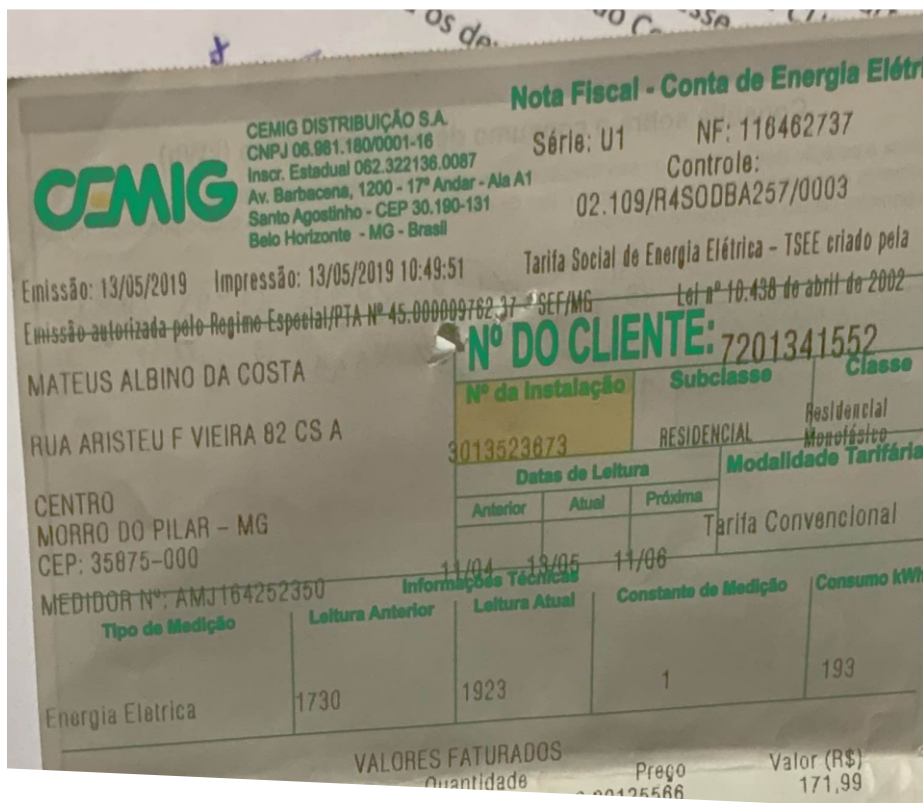 os de
Nota Fiscal - Conta de Energia Elétri
CEMIG
CEMIG DISTRIBUIÇÃO S.A.
CNPJ 06.981.180/0001-16
Inscr. Estadual 062.322136.0087
Av. Barbacena, 1200 - 17º Andar - Ala A1
Santo Agostinho - CEP 30.190-131
Belo Horizonte - MG - Brasil
Série: U1 NF: 116462737
Controle:
02.109/R4SODBA257/0003
Emissão: 13/05/2019 Impressão: 13/05/2019 10:49:51
Tarifa Social de Energia Elétrica - TSEE criado pela
Lei nº 10.438 de abril de 2002
Emissão autorizada pelo Regime Especial/PTA Nº 45.000009762.37 - SEF/MG
Nº DO CLIENTE: 7201341552
MATEUS ALBINO DA COSTA
Nº da Instalação Subclasse Classe
3013523673 RESIDENCIAL Residencial
Monofásico
RUA ARISTEU F VIEIRA 82 CS A
Datas de Leitura Modalidade Tarifária
Anterior Atual Próxima
Tarifa Convencional
CENTRO
MORRO DO PILAR - MG
CEP: 35875-000
11/04 13/05 11/06
MEDIDOR Nº: AMJ164252350
Informações Técnicas
Tipo de Medição Leitura Anterior Leitura Atual Constante de Medição Consumo kWh
Energia Eletrica 1730 1923 1 193
VALORES FATURADOS
Quantidade Preço Valor (R$)
171,99